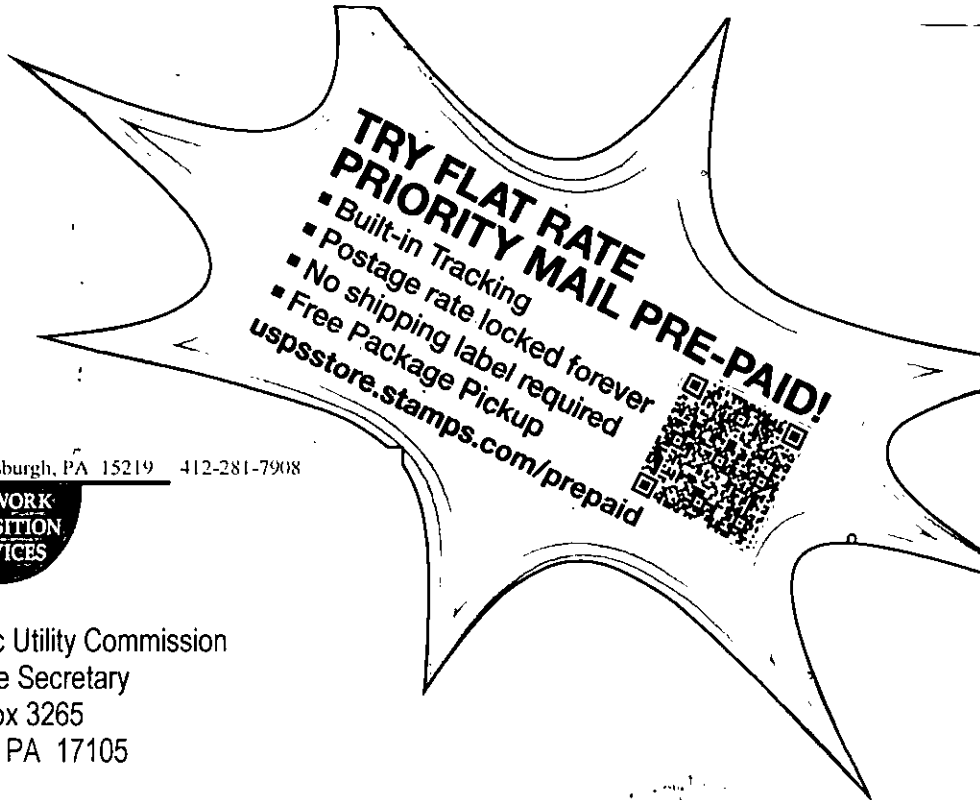 TRY FLAT RATE
PRIORITY MAIL PRE-PAID!
▪ Built-in Tracking
▪ Postage rate locked forever
▪ No shipping label required
▪ Free Package Pickup
uspsstore.stamps.com/prepaid
sburgh, PA 15219 412-281-7908
WORK
SITION
VICES
c Utility Commission
e Secretary
ox 3265
PA 17105